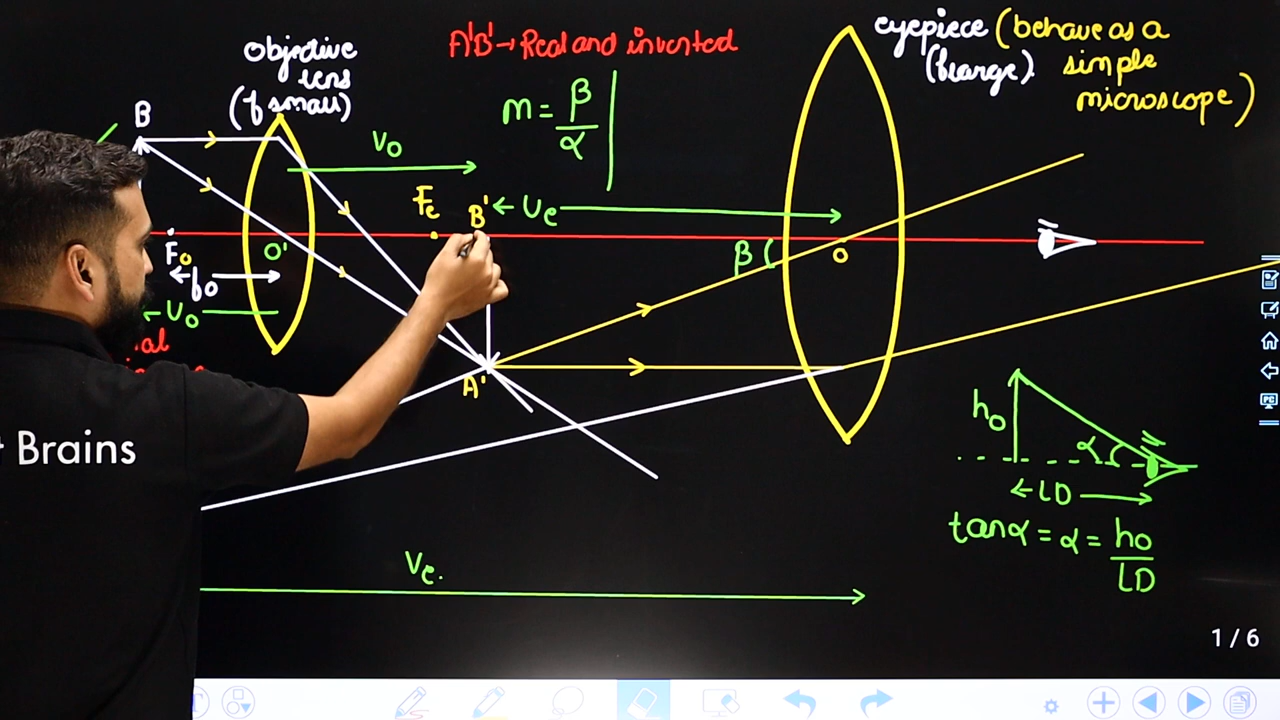 A'B' → Real and inverted
objective
lens
(f small)
eyepiece (behave as a
(f large) simple
microscope)
m = β/α
B
V₀
Fe
B'
Ue
F₀
f₀
O'
U₀
β
O
A'
h₀
α
LD
tanα = α = h₀/LD
Ve.
Brains
1 / 6
PC